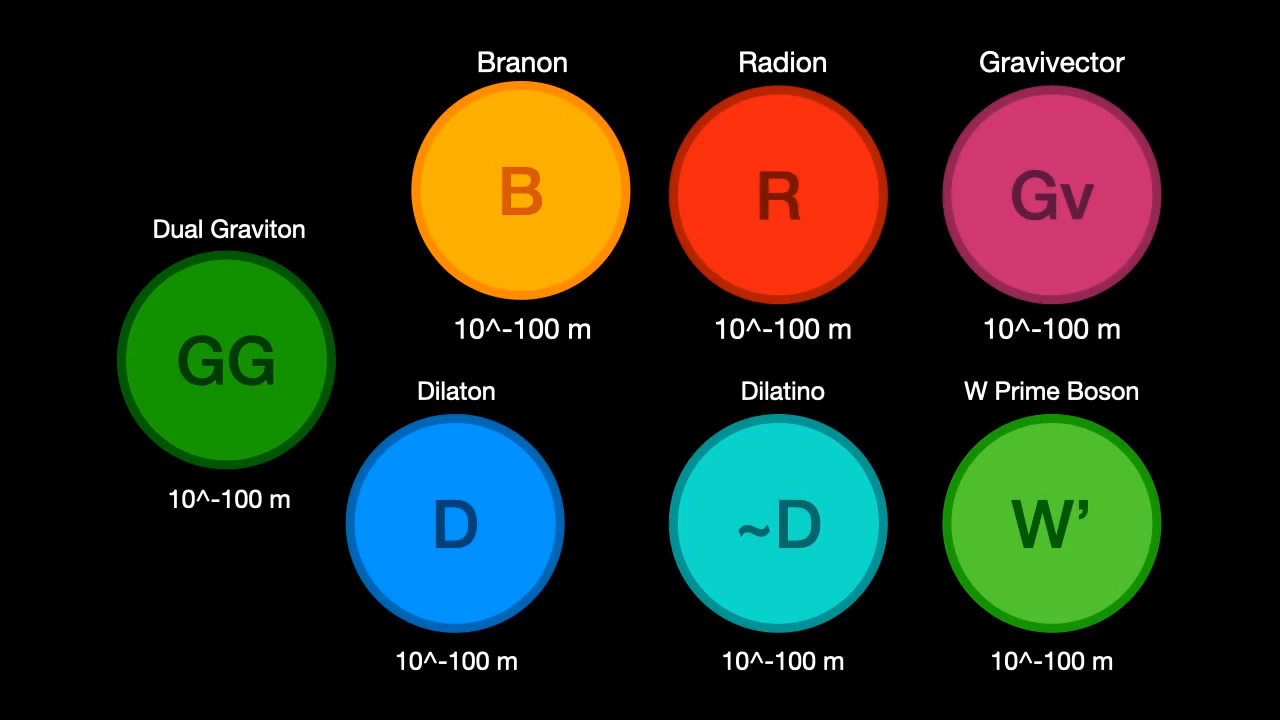 Branon
Radion
Gravivector
B
R
Gv
10^-100 m
10^-100 m
10^-100 m
Dual Graviton
GG
10^-100 m
Dilaton
Dilatino
W Prime Boson
D
~D
W’
10^-100 m
10^-100 m
10^-100 m